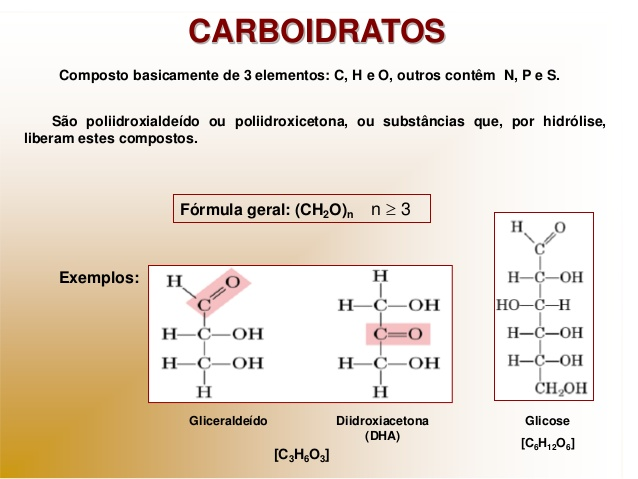 CARBOIDRATOS
Composto basicamente de 3 elementos: C, H e O, outros contêm N, P e S.
São poliidroxialdeído ou poliidroxicetona, ou substâncias que, por hidrólise,
liberam estes compostos.
Fórmula geral: (CH₂O)ₙ n ≥ 3
Exemplos:
H O
C
H—C—OH
H—C—OH
H
H
H—C—OH
C=O
H—C—OH
H
H O
C
H—C—OH
HO—C—H
H—C—OH
H—C—OH
CH₂OH
Gliceraldeído
Diidroxiacetona
(DHA)
[C₃H₆O₃]
Glicose
[C₆H₁₂O₆]